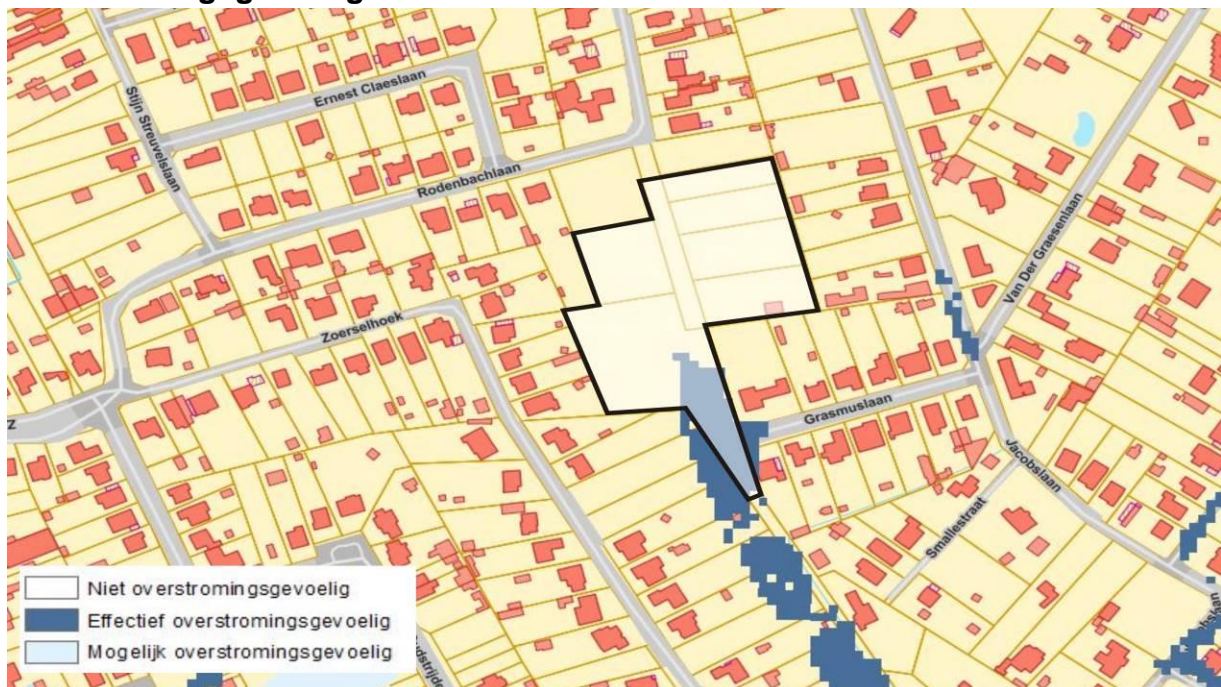 Ernest Claeslaan
Stijn Streuvelslaan
Rodenbachlaan
Van Der Graesenlaan
Zoerselhoek
Grasmuslaan
Jacobslaan
Smallestraat
Niet overstromingsgevoelig
Effectief overstromingsgevoelig
Mogelijk overstromingsgevoelig